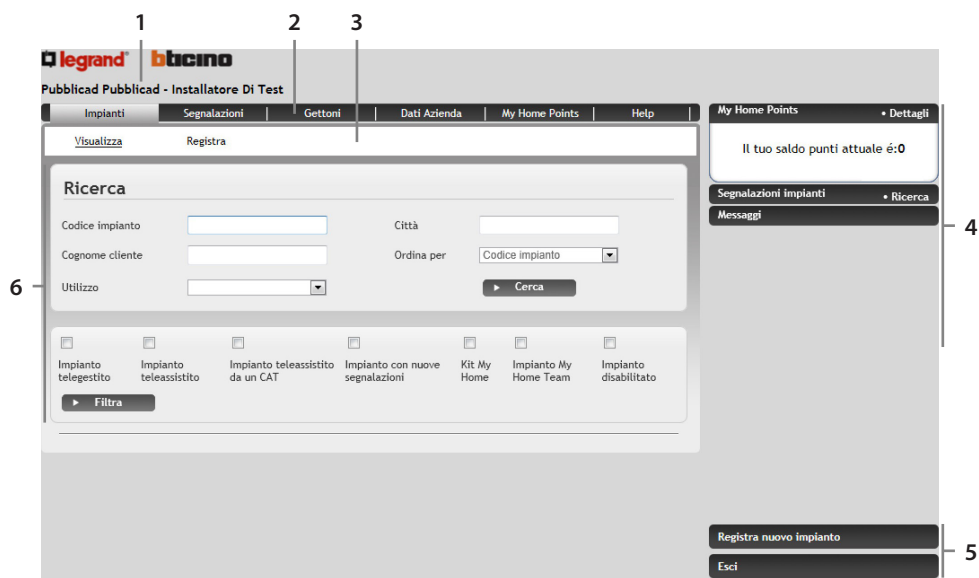 1 2 3
legrand bticino
Pubblicad Pubblicad - Installatore Di Test
Impianti Segnalazioni Gettoni Dati Azienda My Home Points Help
Visualizza Registra
Ricerca
Codice impianto Città
Cognome cliente Ordina per Codice impianto
Utilizzo Cerca
6
Impianto telegestito
Impianto teleassistito
Impianto teleassistito da un CAT
Impianto con nuove segnalazioni
Kit My Home
Impianto My Home Team
Impianto disabilitato
Filtra
My Home Points • Dettagli
Il tuo saldo punti attuale é:0
Segnalazioni impianti • Ricerca
Messaggi
4
Registra nuovo impianto
5
Esci